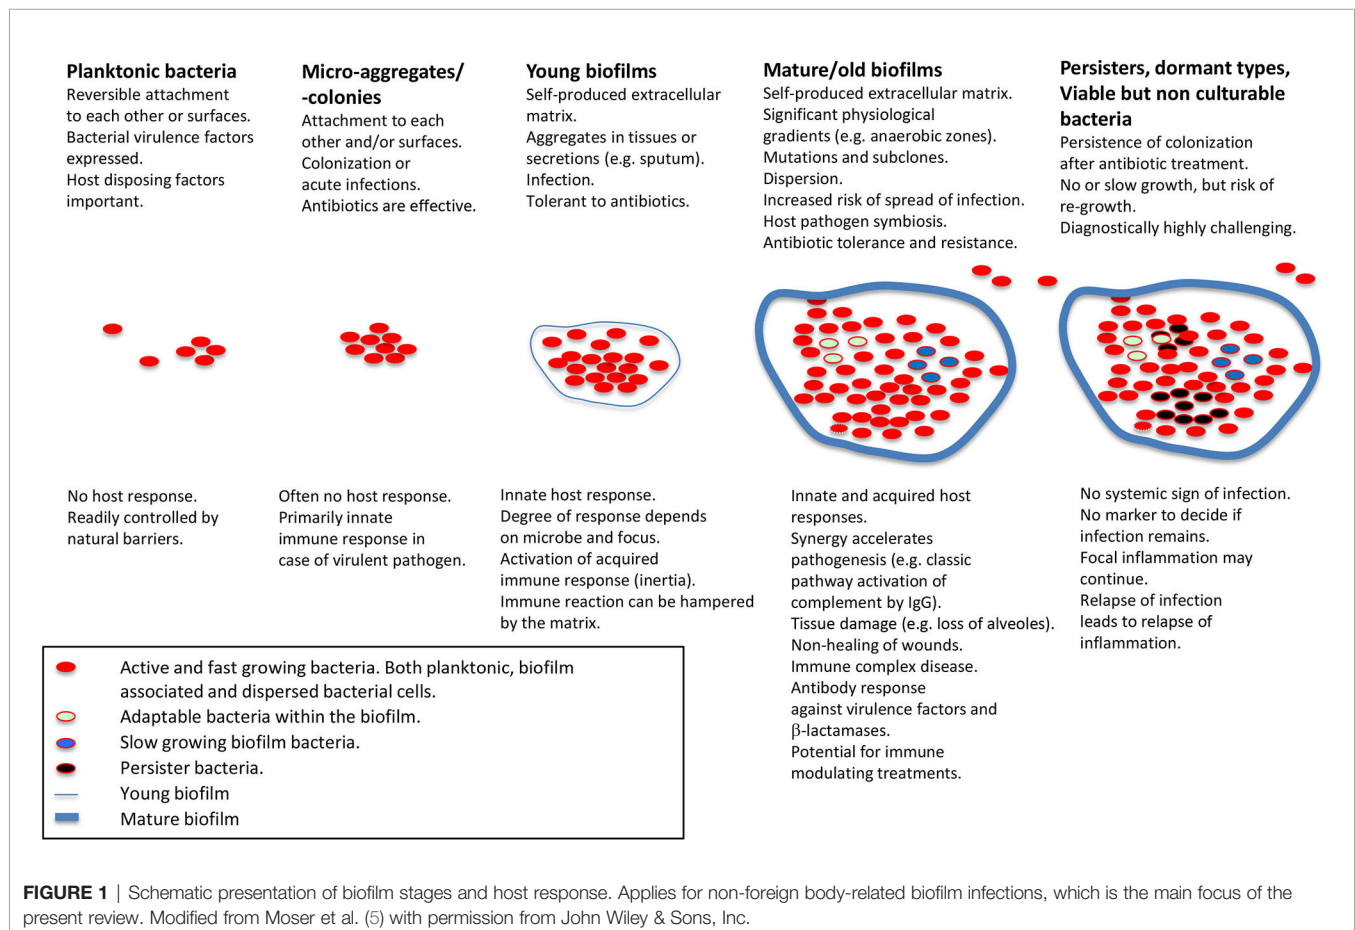 Planktonic bacteria
Reversible attachment
to each other or surfaces.
Bacterial virulence factors
expressed.
Host disposing factors
important.
Micro-aggregates/
-colonies
Attachment to each
other and/or surfaces.
Colonization or
acute infections.
Antibiotics are effective.
Young biofilms
Self-produced extracellular
matrix.
Aggregates in tissues or
secretions (e.g. sputum).
Infection.
Tolerant to antibiotics.
Mature/old biofilms
Self-produced extracellular matrix.
Significant physiological
gradients (e.g. anaerobic zones).
Mutations and subclones.
Dispersion.
Increased risk of spread of infection.
Host pathogen symbiosis.
Antibiotic tolerance and resistance.
Persisters, dormant types,
Viable but non culturable
bacteria
Persistence of colonization
after antibiotic treatment.
No or slow growth, but risk of
re-growth.
Diagnostically highly challenging.
No host response.
Readily controlled by
natural barriers.
Often no host response.
Primarily innate
immune response in
case of virulent pathogen.
Innate host response.
Degree of response depends
on microbe and focus.
Activation of acquired
immune response (inertia).
Immune reaction can be hampered
by the matrix.
Innate and acquired host
responses.
Synergy accelerates
pathogenesis (e.g. classic
pathway activation of
complement by IgG).
Tissue damage (e.g. loss of alveoles).
Non-healing of wounds.
Immune complex disease.
Antibody response
against virulence factors and
β-lactamases.
Potential for immune
modulating treatments.
No systemic sign of infection.
No marker to decide if
infection remains.
Focal inflammation may
continue.
Relapse of infection
leads to relapse of
inflammation.
Active and fast growing bacteria. Both planktonic, biofilm
associated and dispersed bacterial cells.
Adaptable bacteria within the biofilm.
Slow growing biofilm bacteria.
Persister bacteria.
Young biofilm
Mature biofilm
FIGURE 1 | Schematic presentation of biofilm stages and host response. Applies for non-foreign body-related biofilm infections, which is the main focus of the
present review. Modified from Moser et al. (5) with permission from John Wiley & Sons, Inc.